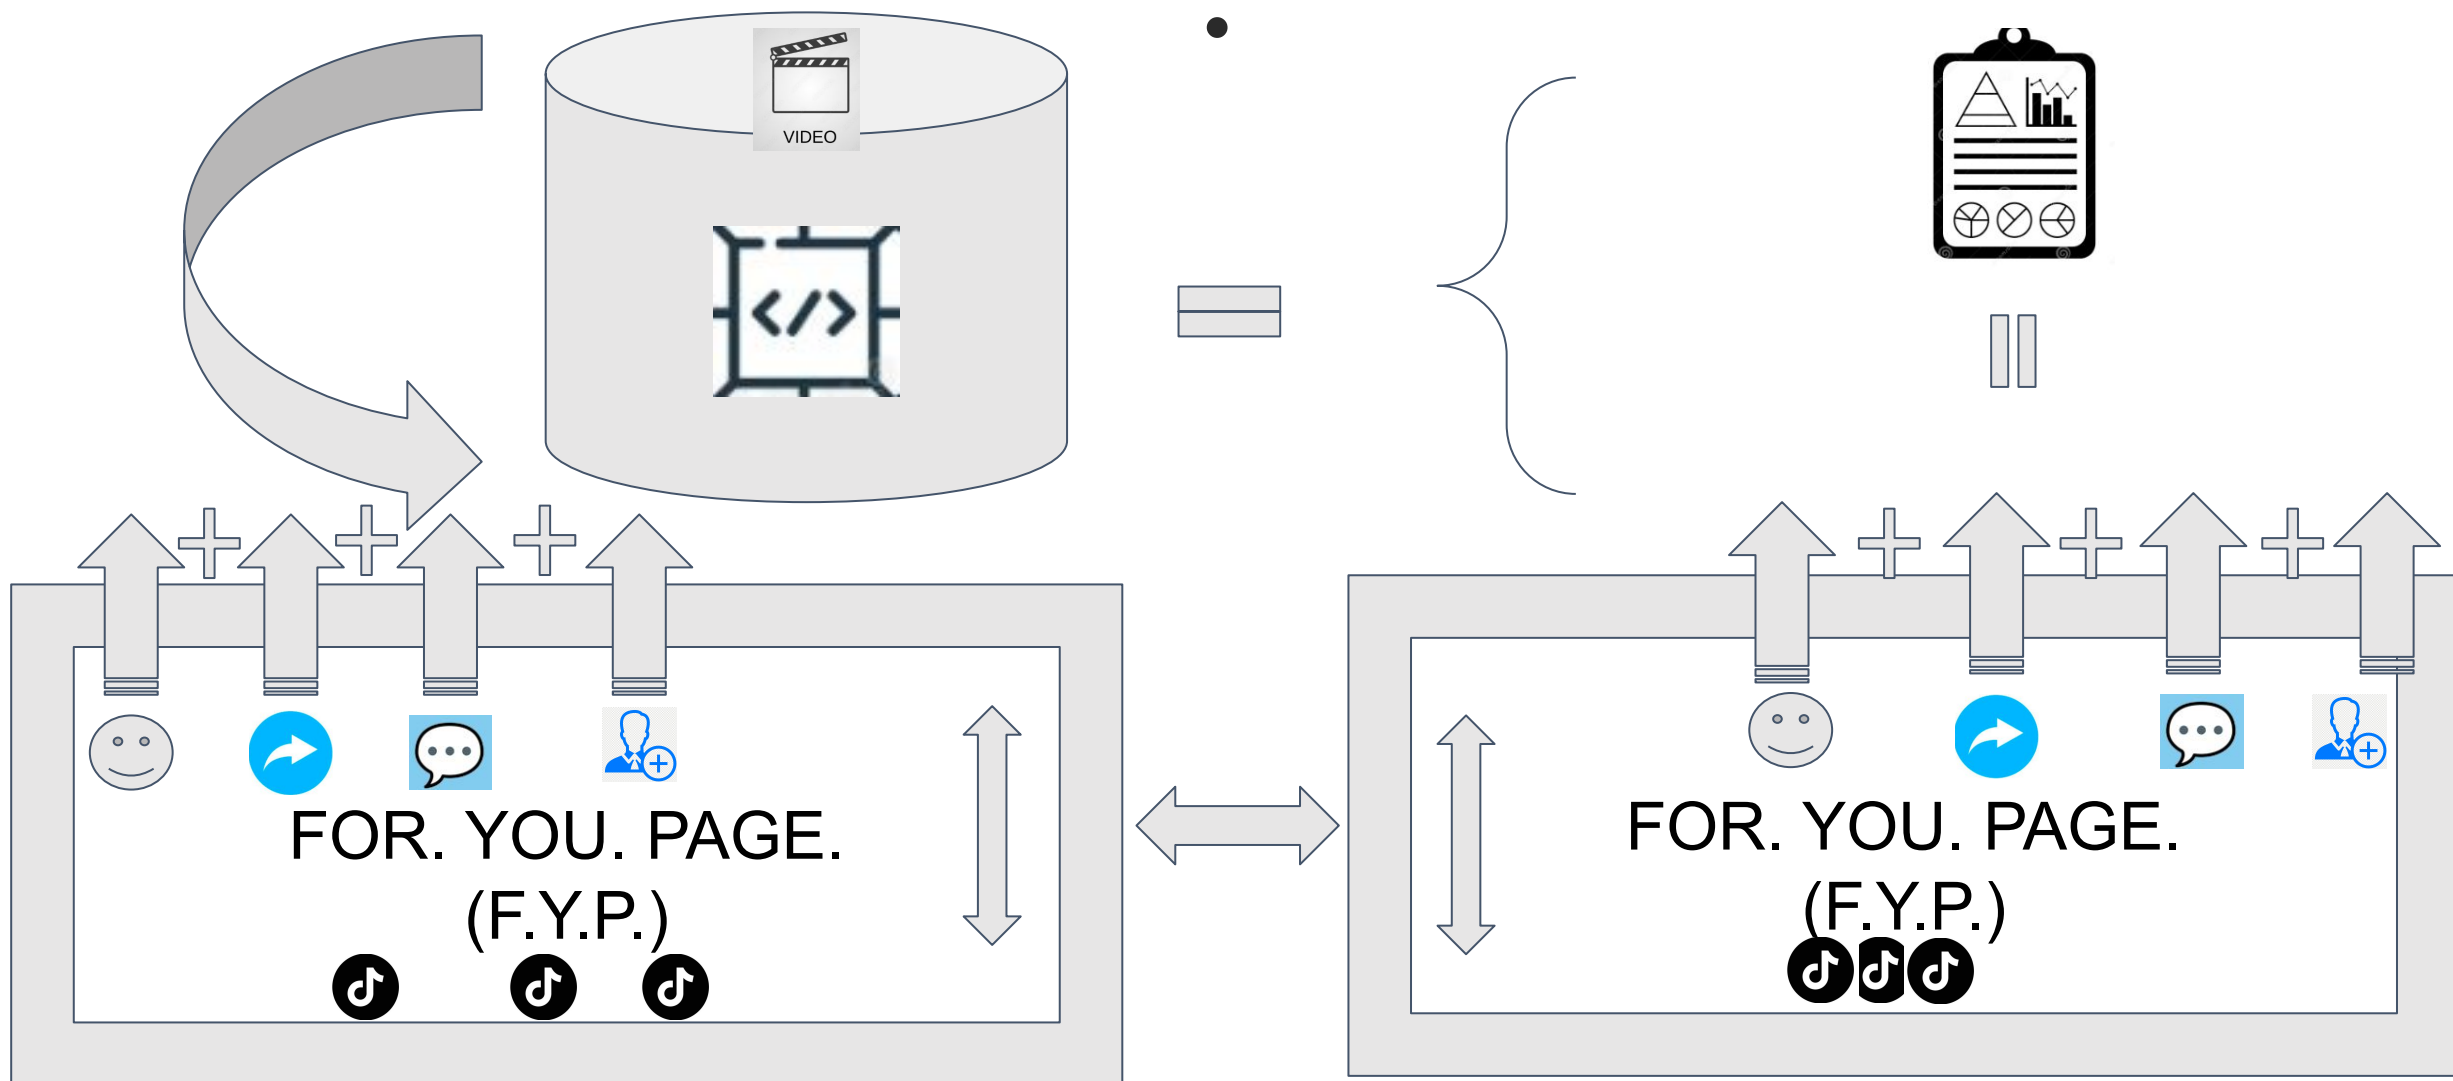 VIDEO
</>
FOR. YOU. PAGE.
(F.Y.P.)
FOR. YOU. PAGE.
(F.Y.P.)